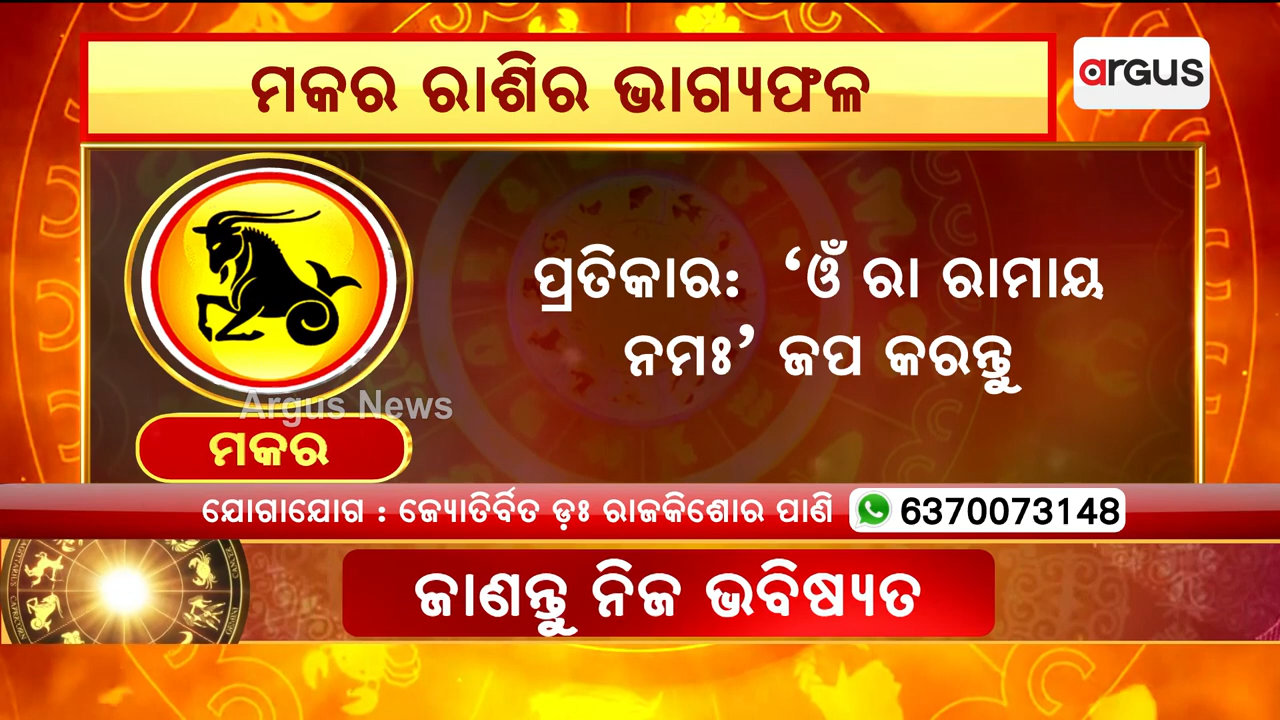 ମକର ରାଶିର ଭାଗ୍ୟଫଳ
argus
ପ୍ରତିକାର: ‘ଓଁ ରା ରାମାୟ
ନମଃ’ ଜପ କରନ୍ତୁ
Argus News
ମକର
ଯୋଗାଯୋଗ : ଜ୍ୟୋତିର୍ବିତ ଡ଼ଃ ରାଜକିଶୋର ପାଣି 6370073148
ଜାଣନ୍ତୁ ନିଜ ଭବିଷ୍ୟତ